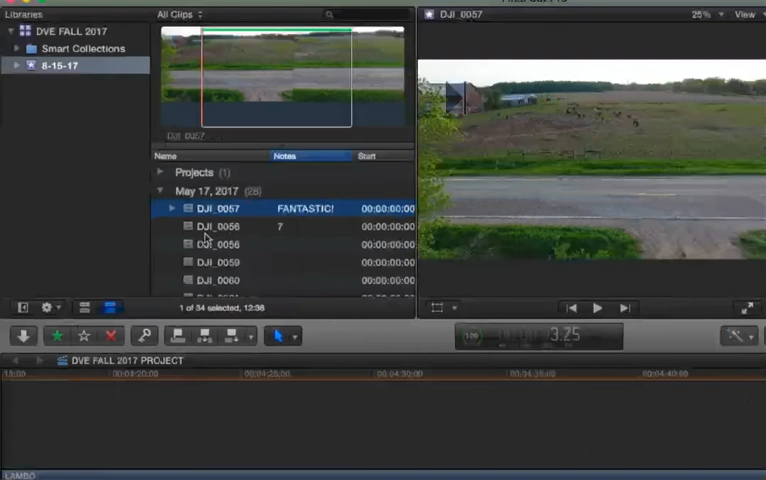 Libraries
All Clips
DJI_0057
25%
View
DVE FALL 2017
Smart Collections
8-15-17
DJI_0057
Name
Notes
Start
Projects (1)
May 17, 2017 (28)
DJI_0057 FANTASTIC! 00:00:00:00
DJI_0056 7 00:00:00:00
DJI_0056 00:00:00:00
DJI_0059 00:00:00:00
DJI_0060 00:00:00:00
1 of 34 selected, 12:36
100
3.25
DVE FALL 2017 PROJECT
15:00
00:04:20:00
00:04:25:00
00:04:30:00
00:04:35:00
00:04:40:00
LAMBO